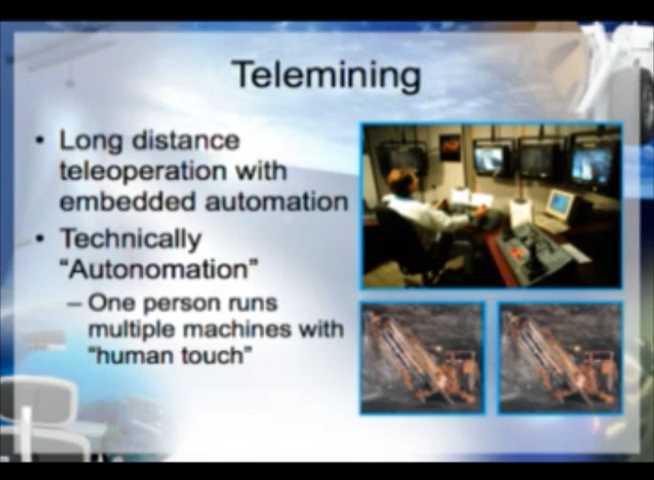 Telemining
• Long distance
teleoperation with
embedded automation
• Technically
“Autonomation”
– One person runs
multiple machines with
“human touch”